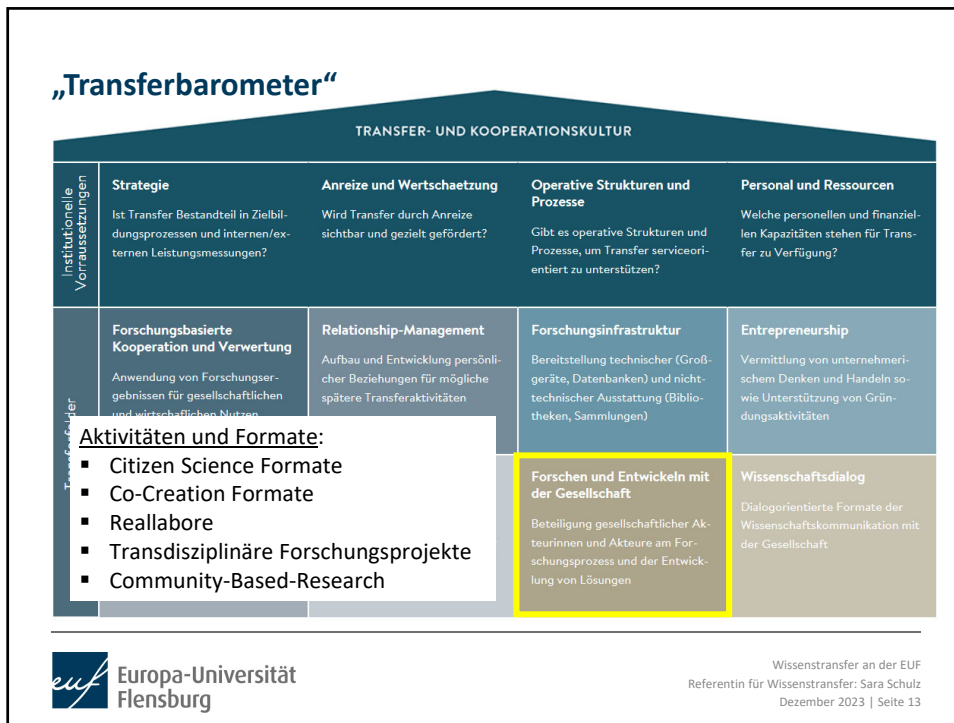 „Transferbarometer“
TRANSFER- UND KOOPERATIONSKULTUR
Institutionelle
Vorraussetzungen
Strategie
Ist Transfer Bestandteil in Zielbil-
dungsprozessen und internen/ex-
ternen Leistungsmessungen?
Anreize und Wertschaetzung
Wird Transfer durch Anreize
sichtbar und gezielt gefördert?
Operative Strukturen und
Prozesse
Gibt es operative Strukturen und
Prozesse, um Transfer serviceori-
entiert zu unterstützen?
Personal und Ressourcen
Welche personellen und finanziel-
len Kapazitäten stehen für Trans-
fer zu Verfügung?
Forschungsbasierte
Kooperation und Verwertung
Anwendung von Forschungser-
gebnissen für gesellschaftlichen
und wirtschaflichen Nutzen
Relationship-Management
Aufbau und Entwicklung persönli-
cher Beziehungen für mögliche
spätere Transferaktivitäten
Forschungsinfrastruktur
Bereitstellung technischer (Groß-
geräte, Datenbanken) und nicht-
technischer Ausstattung (Biblio-
theken, Sammlungen)
Entrepreneurship
Vermittlung von unternehmeri-
schem Denken und Handeln so-
wie Unterstützung von Grün-
dungsaktivitäten
Aktivitäten und Formate:
▪ Citizen Science Formate
▪ Co-Creation Formate
▪ Reallabore
▪ Transdisziplinäre Forschungsprojekte
▪ Community-Based-Research
Forschen und Entwickeln mit
der Gesellschaft
Beteiligung gesellschaftlicher Ak-
teurinnen und Akteure am For-
schungsprozess und der Entwick-
lung von Lösungen
Wissenschaftsdialog
Dialogorientierte Formate der
Wissenschaftskommunikation mit
der Gesellschaft
euf
Europa-Universität
Flensburg
Wissenstransfer an der EUF
Referentin für Wissenstransfer: Sara Schulz
Dezember 2023 | Seite 13